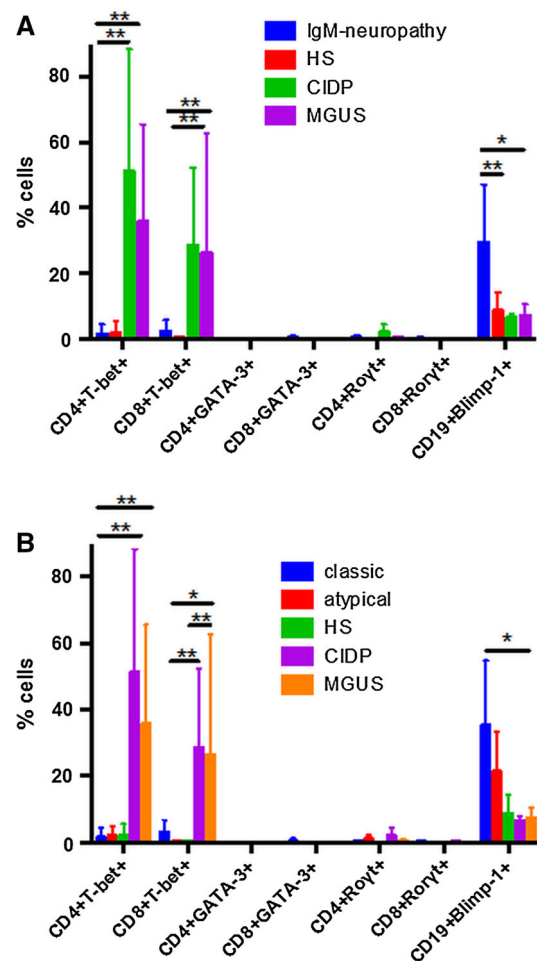 A
**
**
**
**
*
**
IgM-neuropathy
HS
CIDP
MGUS
% cells
80
60
40
20
0
CD4+T-bet+
CD8+T-bet+
CD4+GATA-3+
CD8+GATA-3+
CD4+Roγt+
CD8+Rorγt+
CD19+Blimp-1+
B
**
**
*
**
**
*
classic
atypical
HS
CIDP
MGUS
% cells
80
60
40
20
0
CD4+T-bet+
CD8+T-bet+
CD4+GATA-3+
CD8+GATA-3+
CD4+Roγt+
CD8+Rorγt+
CD19+Blimp-1+